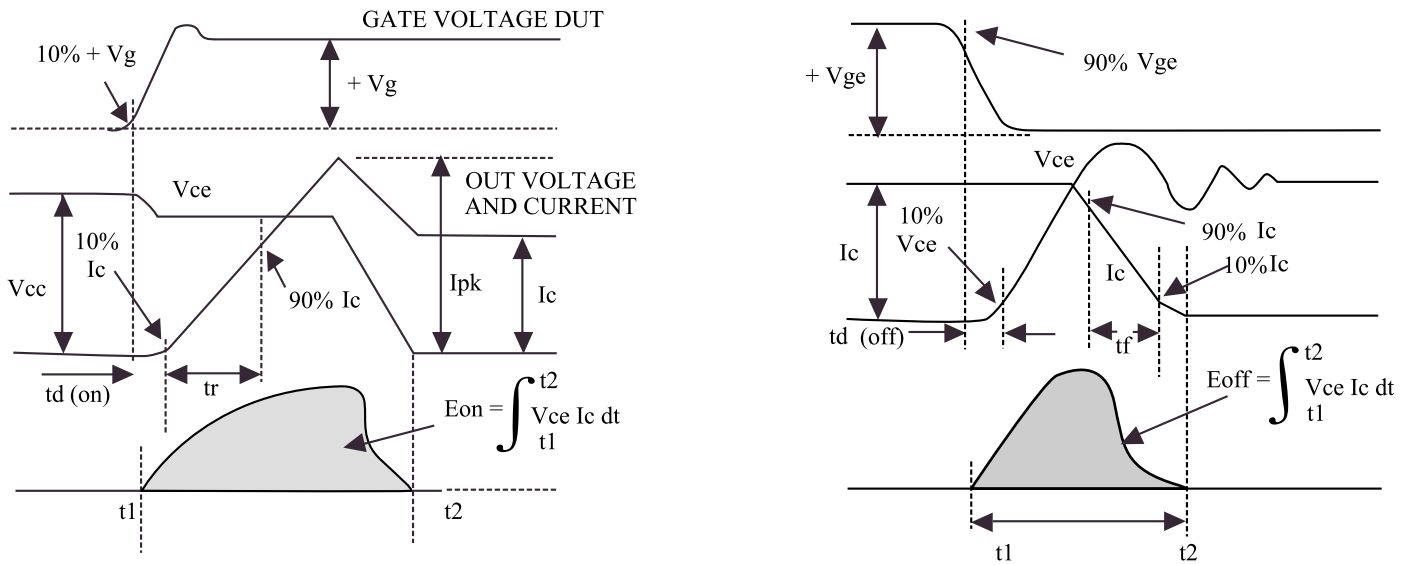 GATE VOLTAGE DUT
10% + Vg
+ Vg
Vce
OUT VOLTAGE
AND CURRENT
10%
Ic
Vcc
90% Ic
Ipk
Ic
td (on)
tr
Eon = ∫ t2
Vce Ic dt
t1
t1
t2
90% Vge
+ Vge
Vce
10%
Vce
90% Ic
Ic
Ic
10%Ic
td (off)
tf
Eoff = ∫ t2
Vce Ic dt
t1
t1
t2